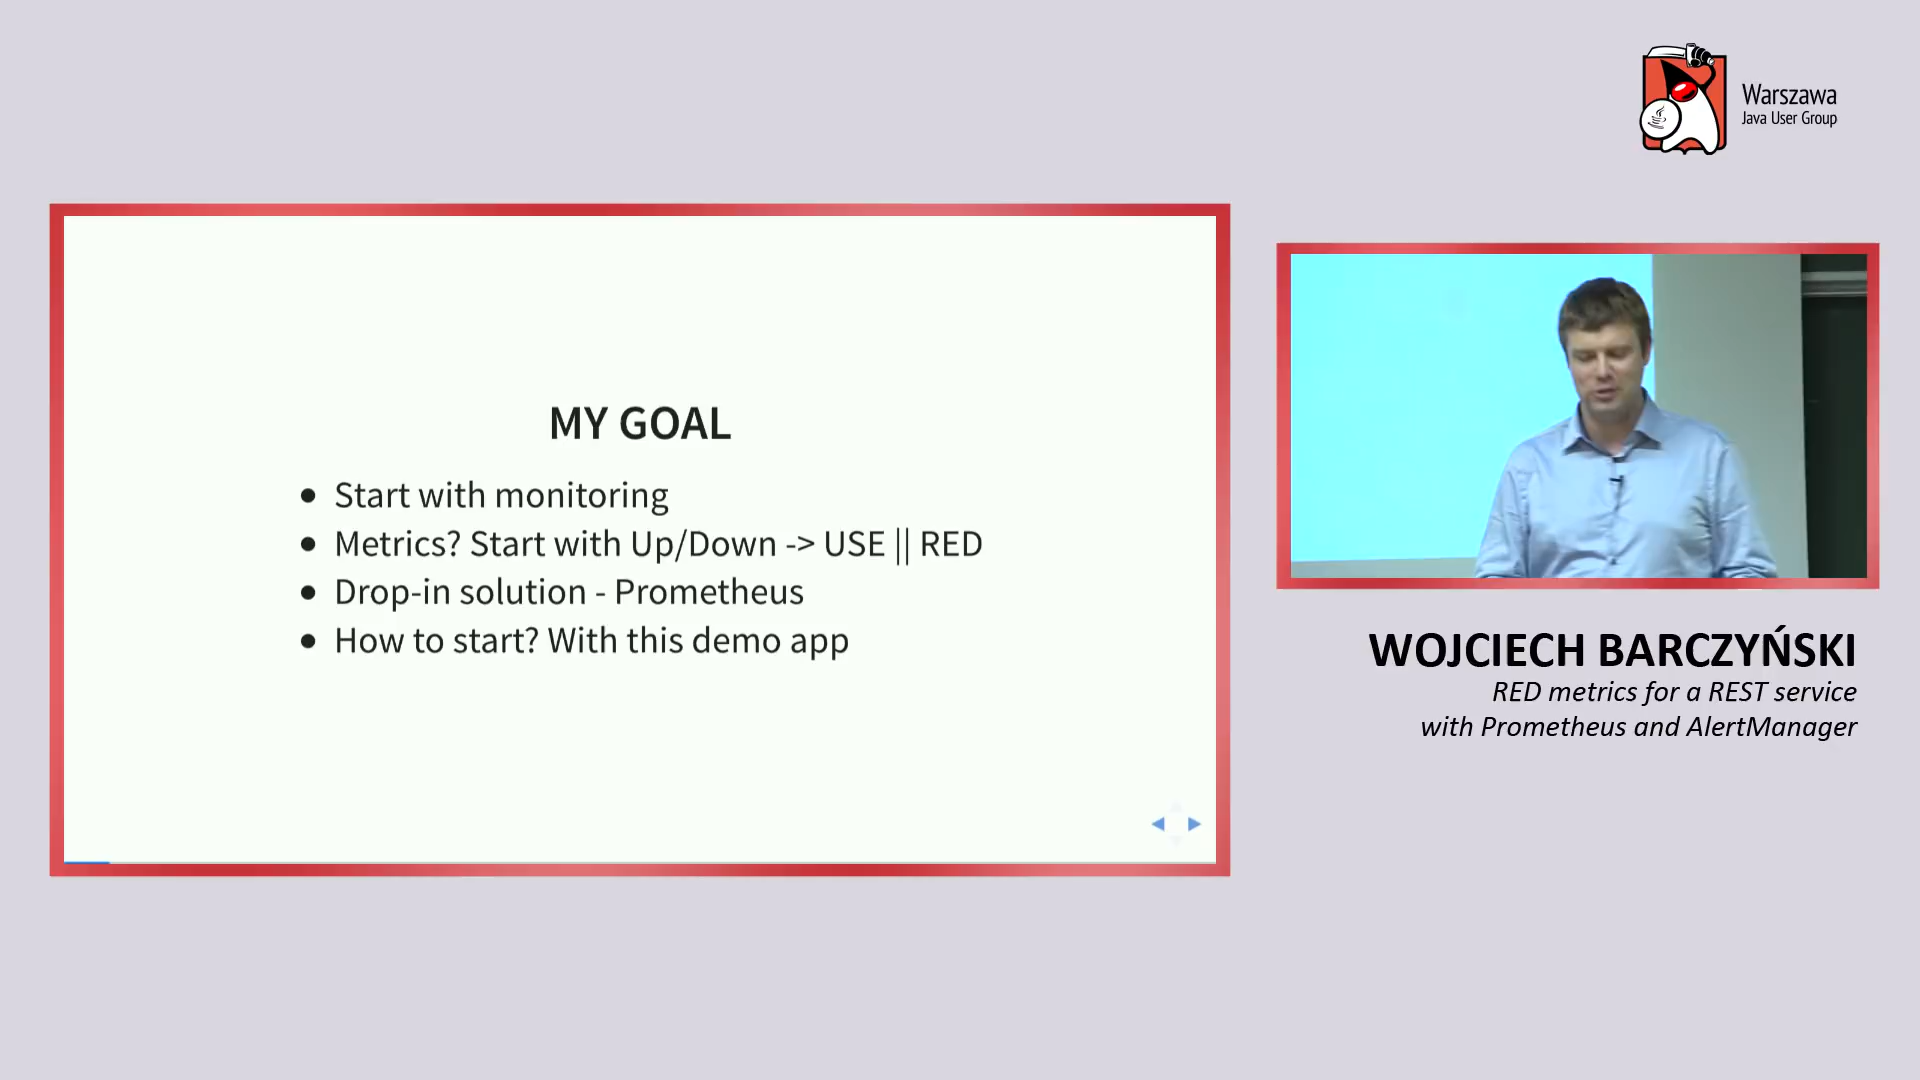 Warszawa
Java User Group
MY GOAL
Start with monitoring
Metrics? Start with Up/Down -> USE || RED
Drop-in solution - Prometheus
How to start? With this demo app
WOJCIECH BARCZYŃSKI
RED metrics for a REST service
with Prometheus and AlertManager